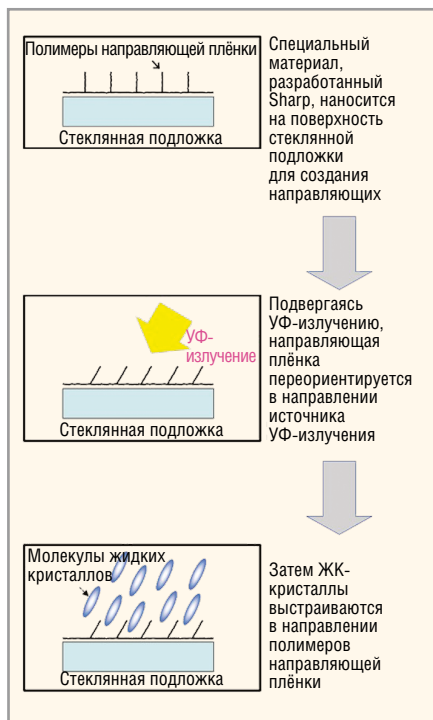 Полимеры направляющей плёнки
Стеклянная подложка
Специальный
материал,
разработанный
Sharp, наносится
на поверхность
стеклянной
подложки
для создания
направляющих
УФ-
излучение
Стеклянная подложка
Подвергаясь
УФ-излучению,
направляющая
плёнка
переориентируется
в направлении
источника
УФ-излучения
Молекулы жидких
кристаллов
Стеклянная подложка
Затем ЖК-
кристаллы
выстраиваются
в направлении
полимеров
направляющей
плёнки